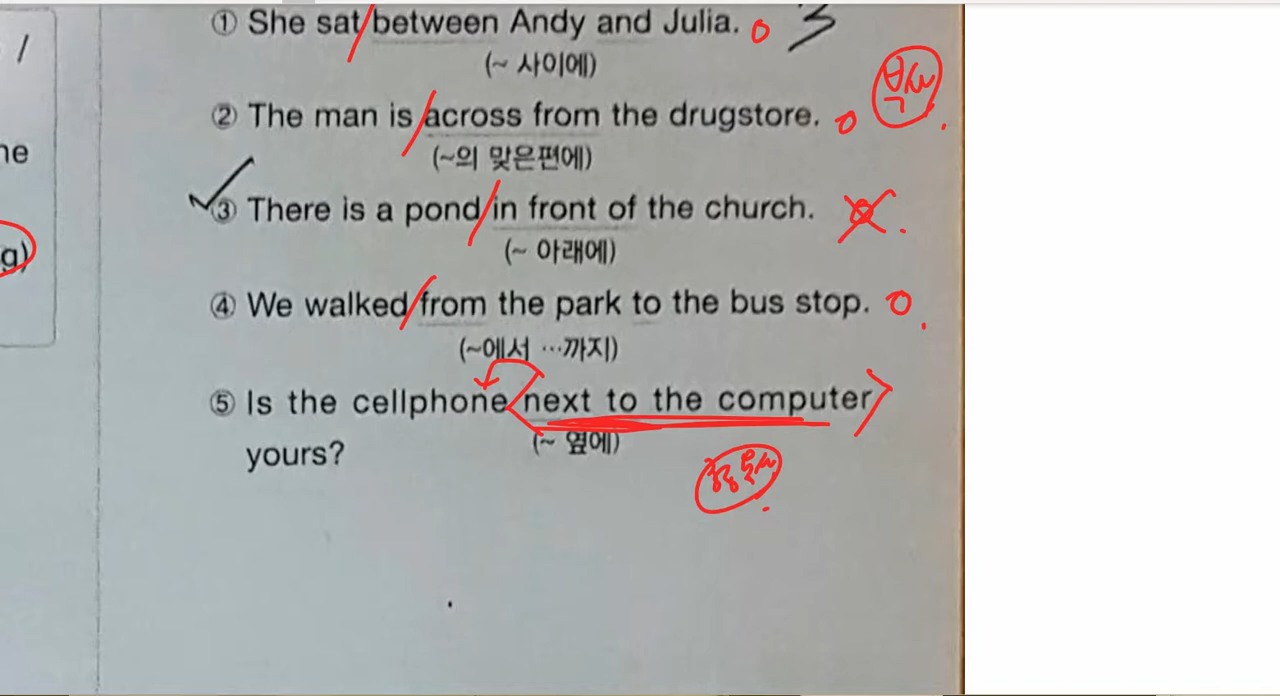 ① She sat/between Andy and Julia. o 3
(~ 사이에)
부사.
② The man is/across from the drugstore. o
(~의 맞은편에)
ne
③ There is a pond/in front of the church.
(~ 아래에)
g)
④ We walked/from the park to the bus stop. o.
(~에서 …까지)
⑤ Is the cellphone<next to the computer>
(~ 옆에)
yours?